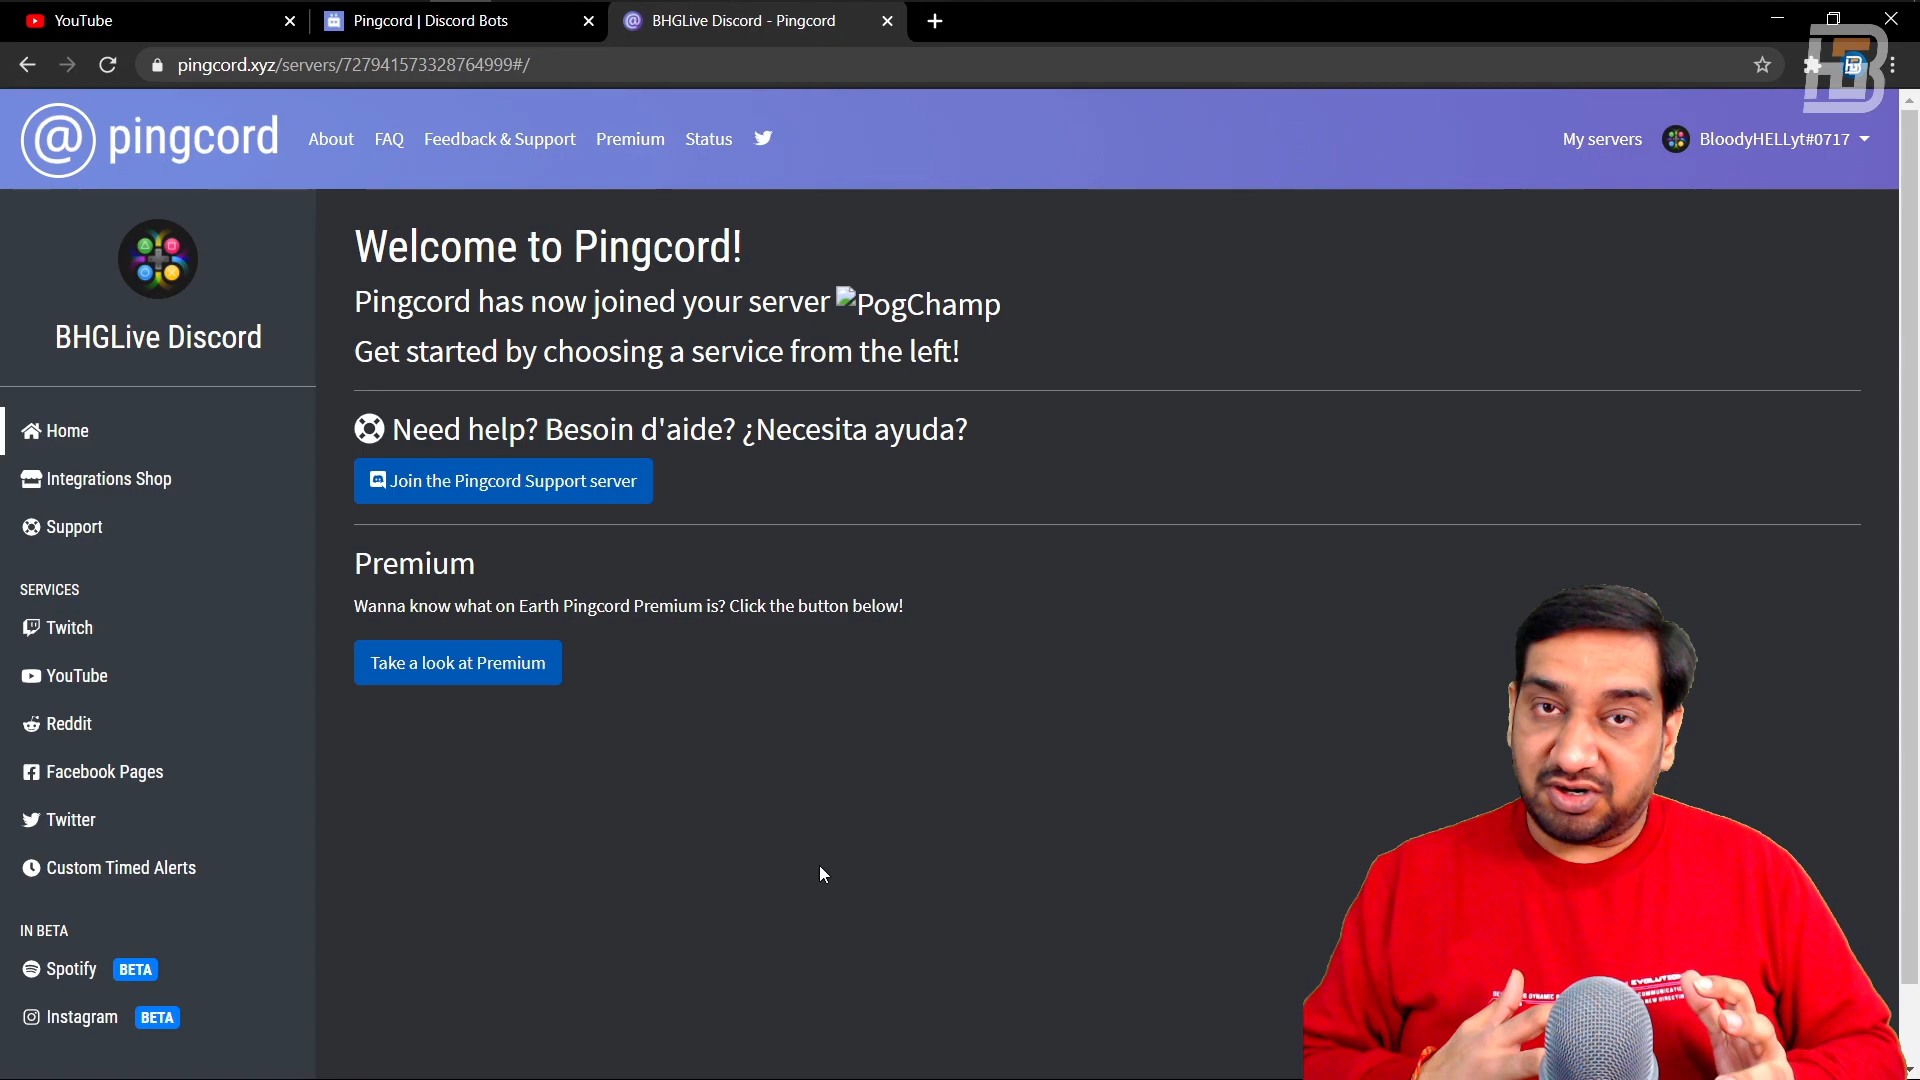 YouTube
Pingcord | Discord Bots
BHGLive Discord - Pingcord
pingcord.xyz/servers/727941573328764999#/
@ pingcord
About
FAQ
Feedback & Support
Premium
Status
My servers
BloodyHELLyt#0717
BHGLive Discord
Home
Integrations Shop
Support
SERVICES
Twitch
YouTube
Reddit
Facebook Pages
Twitter
Custom Timed Alerts
IN BETA
Spotify BETA
Instagram BETA
Welcome to Pingcord!
Pingcord has now joined your server PogChamp
Get started by choosing a service from the left!
Need help? Besoin d'aide? ¿Necesita ayuda?
Join the Pingcord Support server
Premium
Wanna know what on Earth Pingcord Premium is? Click the button below!
Take a look at Premium